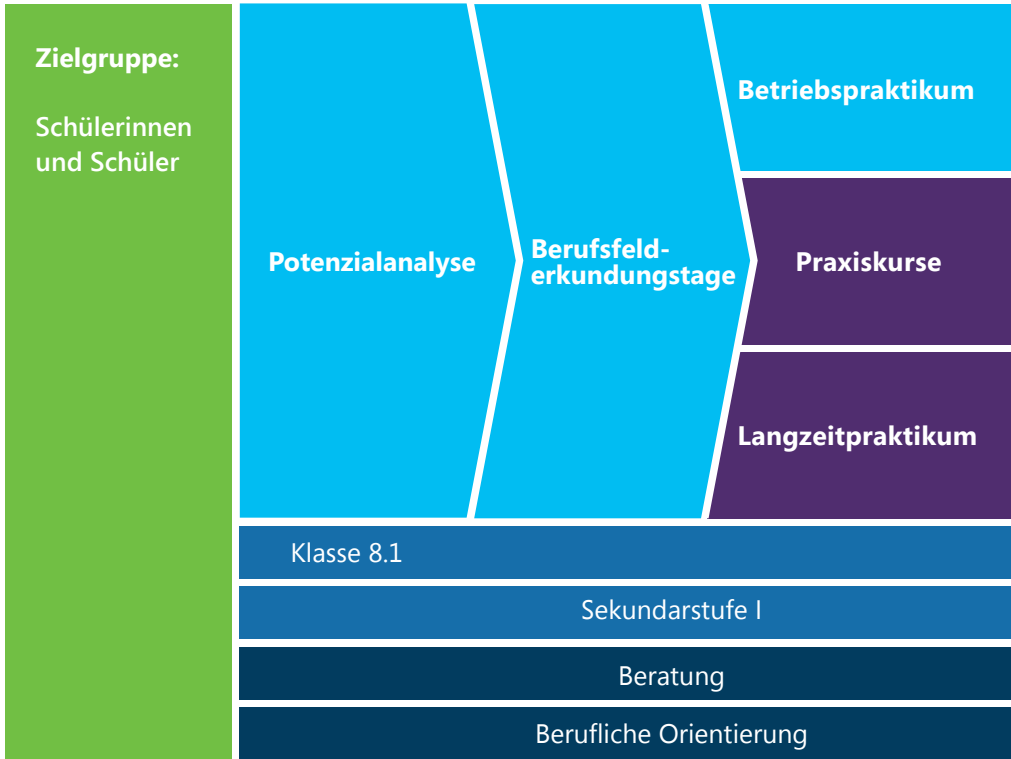 Zielgruppe:
Schülerinnen
und Schüler
Potenzialanalyse
Berufsfeld-
erkundungstage
Betriebspraktikum
Praxiskurse
Langzeitpraktikum
Klasse 8.1
Sekundarstufe I
Beratung
Berufliche Orientierung